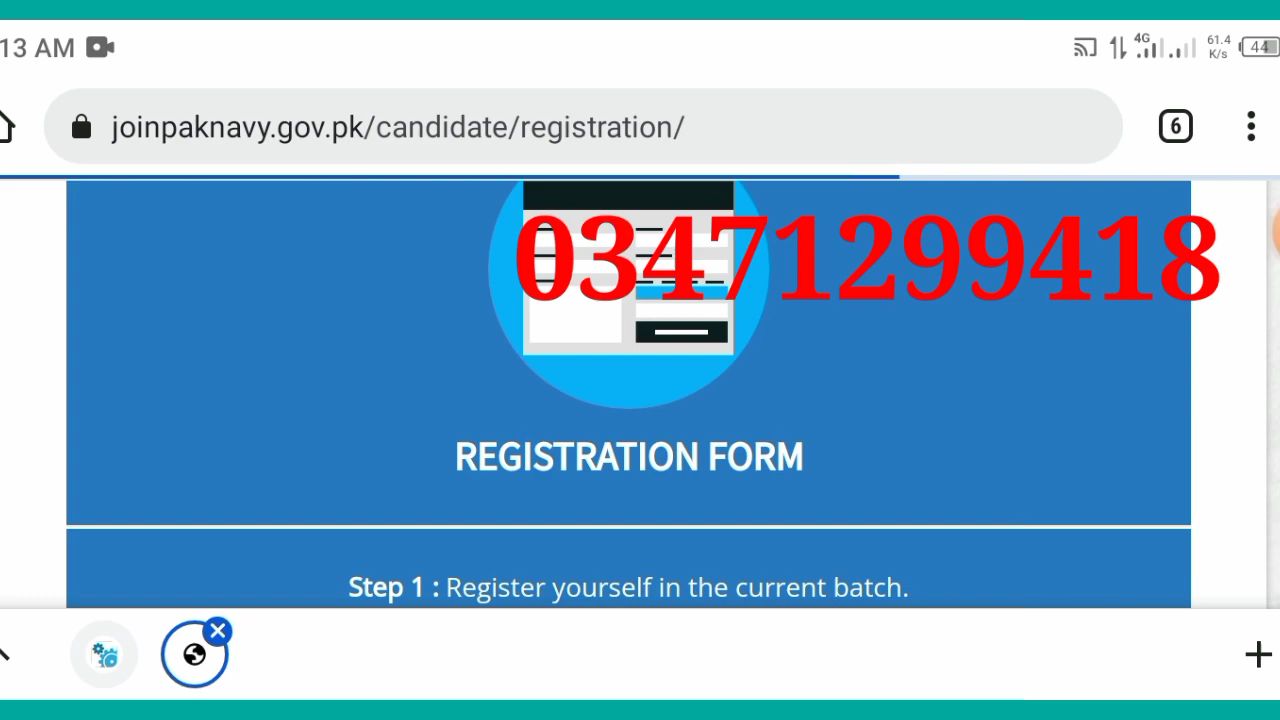 13 AM
4G
61.4
K/s
44
joinpaknavy.gov.pk/candidate/registration/
6
03471299418
REGISTRATION FORM
Step 1 : Register yourself in the current batch.